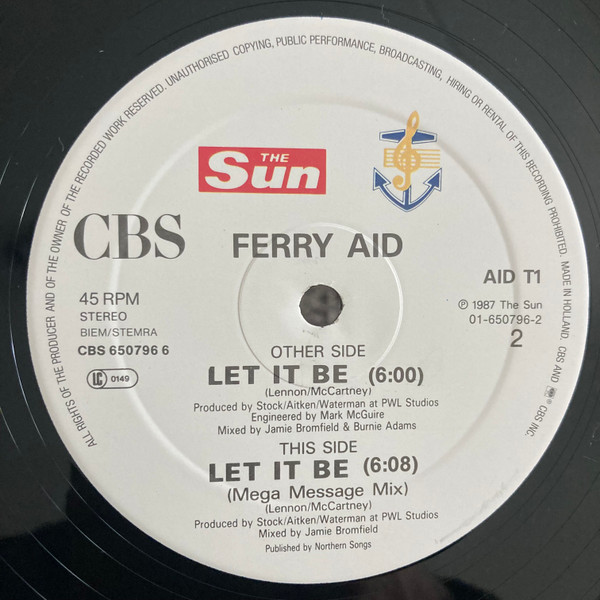 ALL RIGHTS OF THE PRODUCER AND OF THE OWNER OF THE RECORDED WORK RESERVED. UNAUTHORISED COPYING, PUBLIC PERFORMANCE, BROADCASTING, HIRING OR RENTAL OF THIS RECORDING PROHIBITED. MADE IN HOLLAND. CBS AND ARE ® CBS INC.
THE
Sun
CBS
FERRY AID
45 RPM
STEREO
BIEM/STEMRA
CBS 650796 6
LC 0149
AID T1
℗ 1987 The Sun
01-650796-2
2
OTHER SIDE
LET IT BE (6:00)
(Lennon/McCartney)
Produced by Stock/Aitken/Waterman at PWL Studios
Engineered by Mark McGuire
Mixed by Jamie Bromfield & Burnie Adams
THIS SIDE
LET IT BE (6:08)
(Mega Message Mix)
(Lennon/McCartney)
Produced by Stock/Aitken/Waterman at PWL Studios
Mixed by Jamie Bromfield
Published by Northern Songs